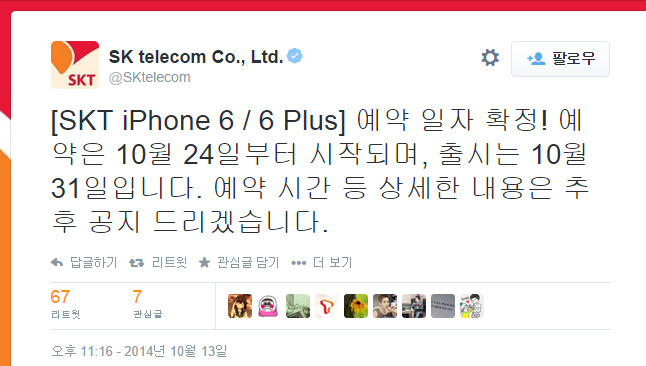 SKT
SK telecom Co., Ltd.
@SKtelecom
팔로우
[SKT iPhone 6 / 6 Plus] 예약 일자 확정! 예
약은 10월 24일부터 시작되며, 출시는 10월
31일입니다. 예약 시간 등 상세한 내용은 추
후 공지 드리겠습니다.
답글하기 리트윗 관심글 담기 더 보기
67 7
리트윗 관심글
오후 11:16 - 2014년 10월 13일